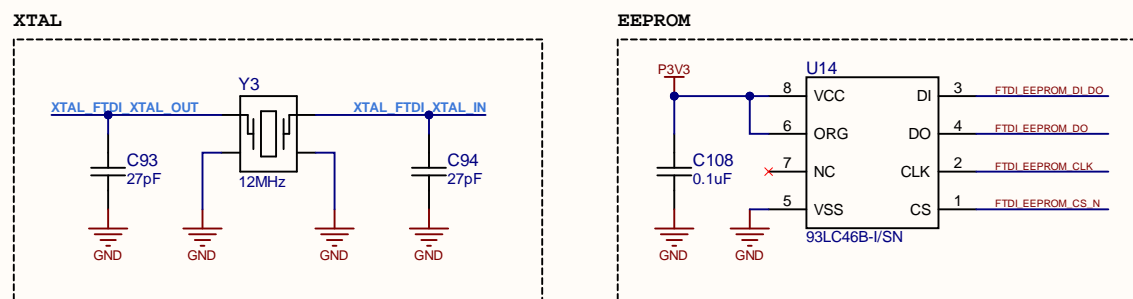 XTAL
Y3
XTAL_FTDI_XTAL_OUT
XTAL_FTDI_XTAL_IN
C93
27pF
12MHz
C94
27pF
GND
GND
GND
GND
EEPROM
P3V3
U14
8 VCC DI 3 FTDI_EEPROM_DI_DO
6 ORG DO 4 FTDI_EEPROM_DO
C108
0.1uF
7 NC CLK 2 FTDI_EEPROM_CLK
5 VSS CS 1 FTDI_EEPROM_CS_N
93LC46B-I/SN
GND
GND